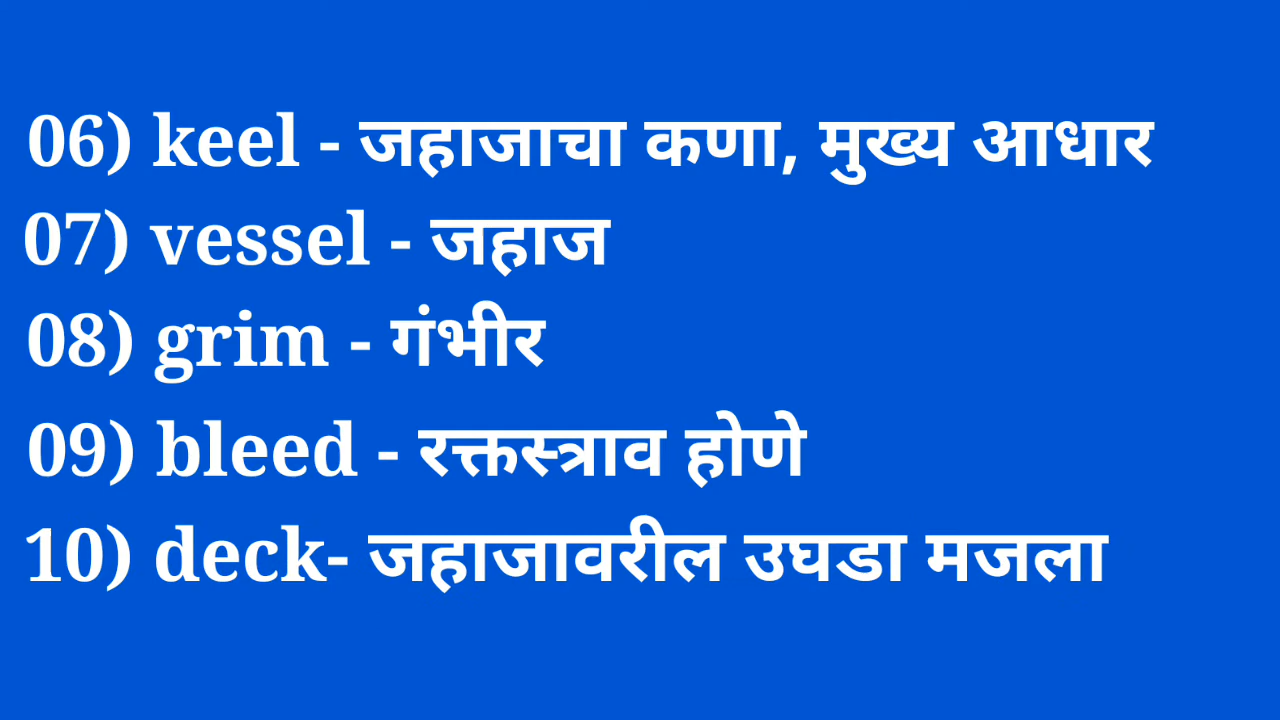 06) keel - जहाजाचा कणा, मुख्य आधार
07) vessel - जहाज
08) grim - गंभीर
09) bleed - रक्तस्त्राव होणे
10) deck- जहाजावरील उघडा मजला